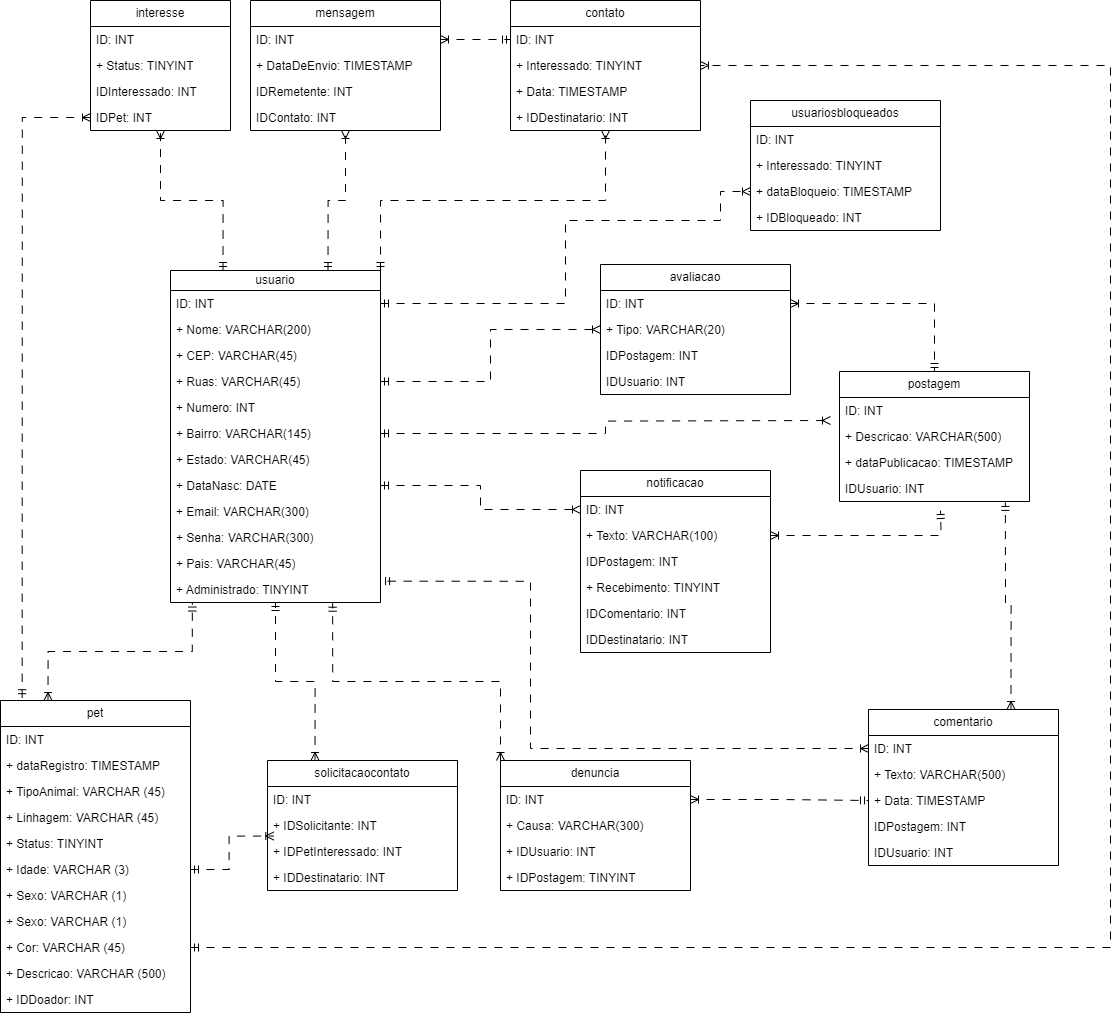 interesse
ID: INT
+ Status: TINYINT
IDInteressado: INT
IDPet: INT
mensagem
ID: INT
+ DataDeEnvio: TIMESTAMP
IDRemetente: INT
IDContato: INT
contato
ID: INT
+ Interessado: TINYINT
+ Data: TIMESTAMP
+ IDDestinatario: INT
usuariosbloqueados
ID: INT
+ Interessado: TINYINT
+ dataBloqueio: TIMESTAMP
+ IDBloqueado: INT
usuario
ID: INT
+ Nome: VARCHAR(200)
+ CEP: VARCHAR(45)
+ Ruas: VARCHAR(45)
+ Numero: INT
+ Bairro: VARCHAR(145)
+ Estado: VARCHAR(45)
+ DataNasc: DATE
+ Email: VARCHAR(300)
+ Senha: VARCHAR(300)
+ Pais: VARCHAR(45)
+ Administrado: TINYINT
avaliacao
ID: INT
+ Tipo: VARCHAR(20)
IDPostagem: INT
IDUsuario: INT
postagem
ID: INT
+ Descricao: VARCHAR(500)
+ dataPublicacao: TIMESTAMP
IDUsuario: INT
notificacao
ID: INT
+ Texto: VARCHAR(100)
IDPostagem: INT
+ Recebimento: TINYINT
IDComentario: INT
IDDestinatario: INT
pet
ID: INT
+ dataRegistro: TIMESTAMP
+ TipoAnimal: VARCHAR (45)
+ Linhagem: VARCHAR (45)
+ Status: TINYINT
+ Idade: VARCHAR (3)
+ Sexo: VARCHAR (1)
+ Sexo: VARCHAR (1)
+ Cor: VARCHAR (45)
+ Descricao: VARCHAR (500)
+ IDDoador: INT
solicitacaocontato
ID: INT
+ IDSolicitante: INT
+ IDPetInteressado: INT
+ IDDestinatario: INT
denuncia
ID: INT
+ Causa: VARCHAR(300)
+ IDUsuario: INT
+ IDPostagem: TINYINT
comentario
ID: INT
+ Texto: VARCHAR(500)
+ Data: TIMESTAMP
IDPostagem: INT
IDUsuario: INT